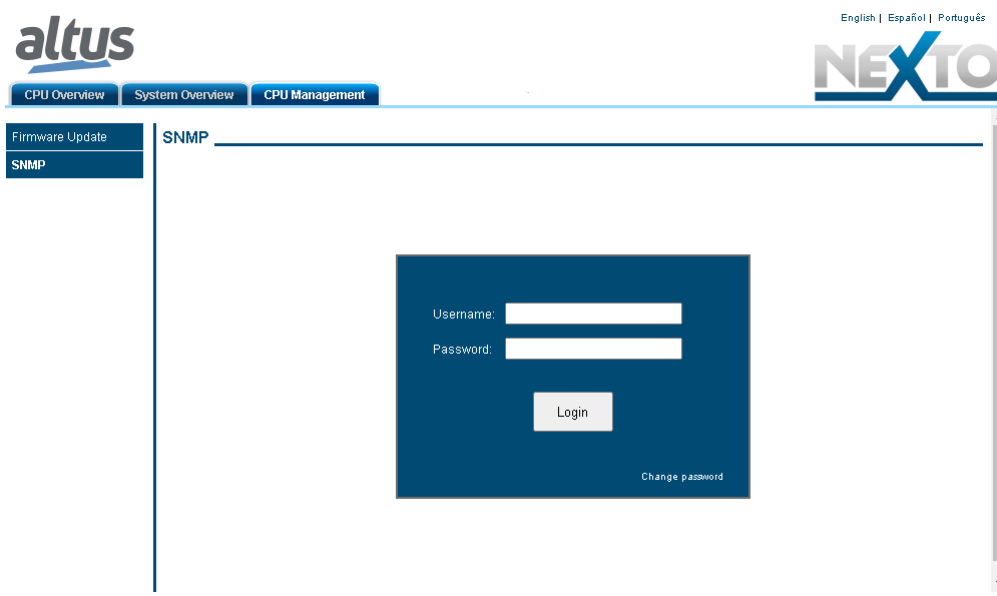 English | Español | Português
altus
NEXTO
CPU Overview System Overview CPU Management
Firmware Update
SNMP
SNMP
Username:
Password:
Login
Change password